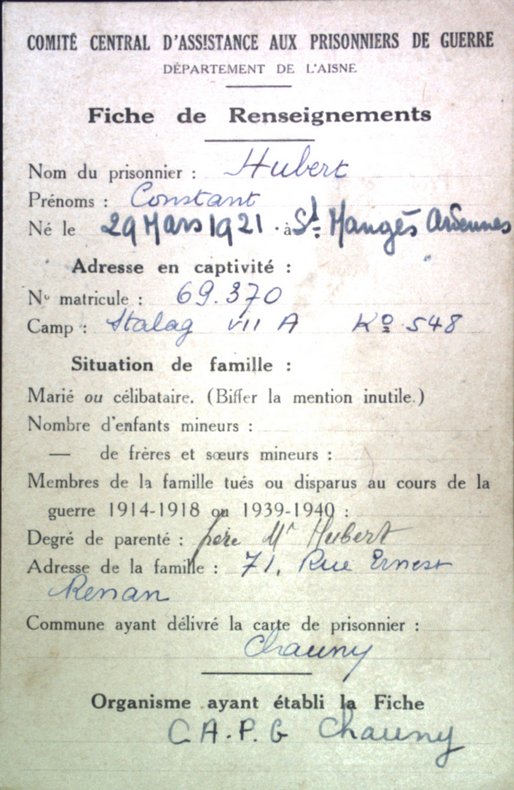 COMITÉ CENTRAL D'ASSISTANCE AUX PRISONNIERS DE GUERRE
DÉPARTEMENT DE L'AISNE
Fiche de Renseignements
Nom du prisonnier : Hubert
Prénoms : Constant
Né le 29 Mars 1921 à St Mangès Ardennes
Adresse en captivité :
No matricule : 69.370
Camp : Stalag VII A Ko 548
Situation de famille :
Marié ou célibataire. (Biffer la mention inutile.)
Nombre d'enfants mineurs :
— de frères et sœurs mineurs :
Membres de la famille tués ou disparus au cours de la
guerre 1914-1918 ou 1939-1940 :
Degré de parenté : père Mr Hubert
Adresse de la famille : 71, Rue Ernest
Renan
Commune ayant délivré la carte de prisonnier :
Chauny
Organisme ayant établi la Fiche
C.A.P.G Chauny